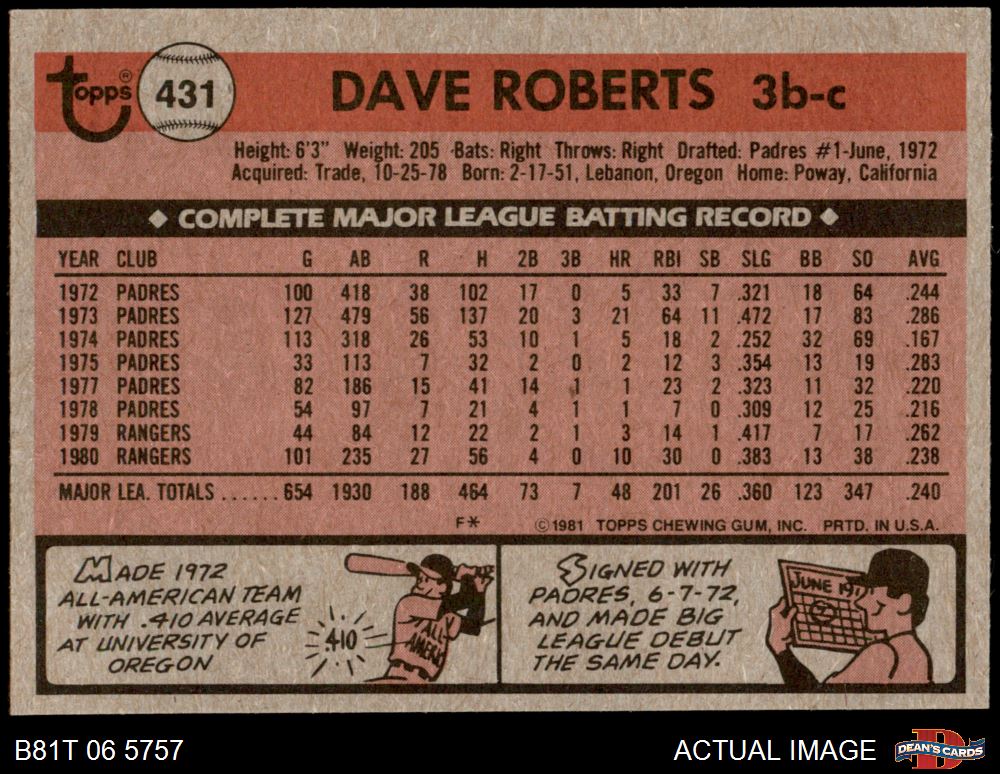 Topps® 431 DAVE ROBERTS 3b-c
Height: 6'3" Weight: 205 Bats: Right Throws: Right Drafted: Padres #1-June, 1972
Acquired: Trade, 10-25-78 Born: 2-17-51, Lebanon, Oregon Home: Poway, California
◆ COMPLETE MAJOR LEAGUE BATTING RECORD ◆
YEAR CLUB G AB R H 2B 3B HR RBI SB SLG BB SO AVG
1972 PADRES 100 418 38 102 17 0 5 33 7 .321 18 64 .244
1973 PADRES 127 479 56 137 20 3 21 64 11 .472 17 83 .286
1974 PADRES 113 318 26 53 10 1 5 18 2 .252 32 69 .167
1975 PADRES 33 113 7 32 2 0 2 12 3 .354 13 19 .283
1977 PADRES 82 186 15 41 14 1 1 23 2 .323 11 32 .220
1978 PADRES 54 97 7 21 4 1 1 7 0 .309 12 25 .216
1979 RANGERS 44 84 12 22 2 1 3 14 1 .417 7 17 .262
1980 RANGERS 101 235 27 56 4 0 10 30 0 .383 13 38 .238
MAJOR LEA. TOTALS ...... 654 1930 188 464 73 7 48 201 26 .360 123 347 .240
F* ©1981 TOPPS CHEWING GUM, INC. PRTD. IN U.S.A.
MADE 1972
ALL-AMERICAN TEAM
WITH .410 AVERAGE
AT UNIVERSITY OF
OREGON
.410
ALL-
AMERIC
SIGNED WITH
PADRES, 6-7-72,
AND MADE BIG
LEAGUE DEBUT
THE SAME DAY.
JUNE 197
B81T 06 5757 ACTUAL IMAGE DEAN'S CARDS